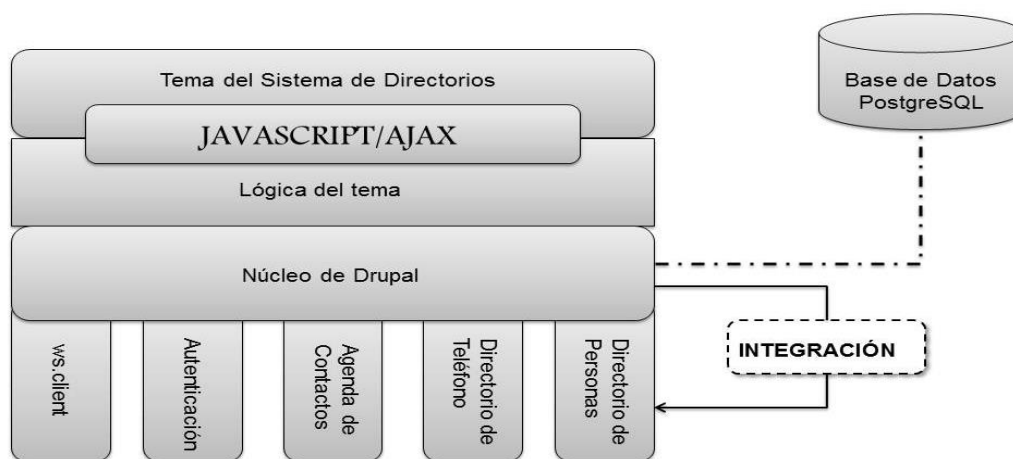 Tema del Sistema de Directorios
JAVASCRIPT/AJAX
Lógica del tema
Núcleo de Drupal
ws.client
Autenticación
Agenda de
Contactos
Directorio de
Teléfono
Directorio de
Personas
Base de Datos
PostgreSQL
INTEGRACIÓN